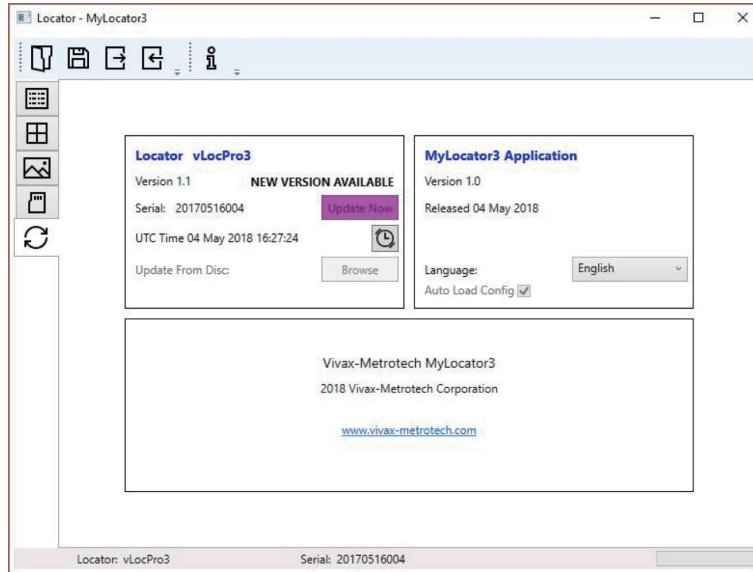 Locator - MyLocator3
Locator vLocPro3
Version 1.1 NEW VERSION AVAILABLE
Serial: 20170516004 Update Now
UTC Time 04 May 2018 16:27:24
Update From Disc: Browse
MyLocator3 Application
Version 1.0
Released 04 May 2018
Language: English
Auto Load Config
Vivax-Metrotech MyLocator3
2018 Vivax-Metrotech Corporation
www.vivax-metrotech.com
Locator: vLocPro3 Serial: 20170516004